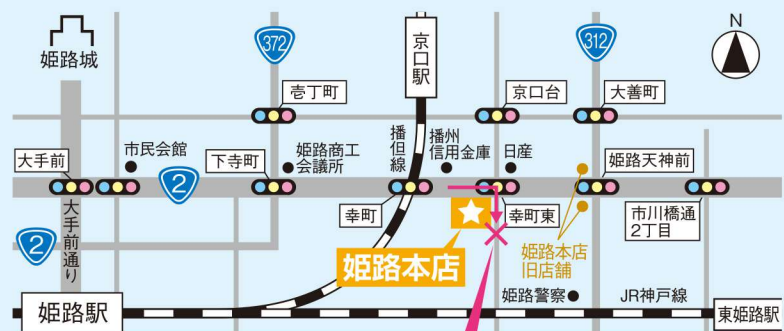 N
姫路城
372
京口駅
312
壱丁町
京口台
大善町
大手前
市民会館
2
下寺町
姫路商工
会議所
播但線
播州
信用金庫
日産
姫路天神前
幸町
幸町東
市川橋通
2丁目
大手前通り
2
姫路本店
姫路本店
旧店舗
姫路駅
姫路警察
JR神戸線
東姫路駅